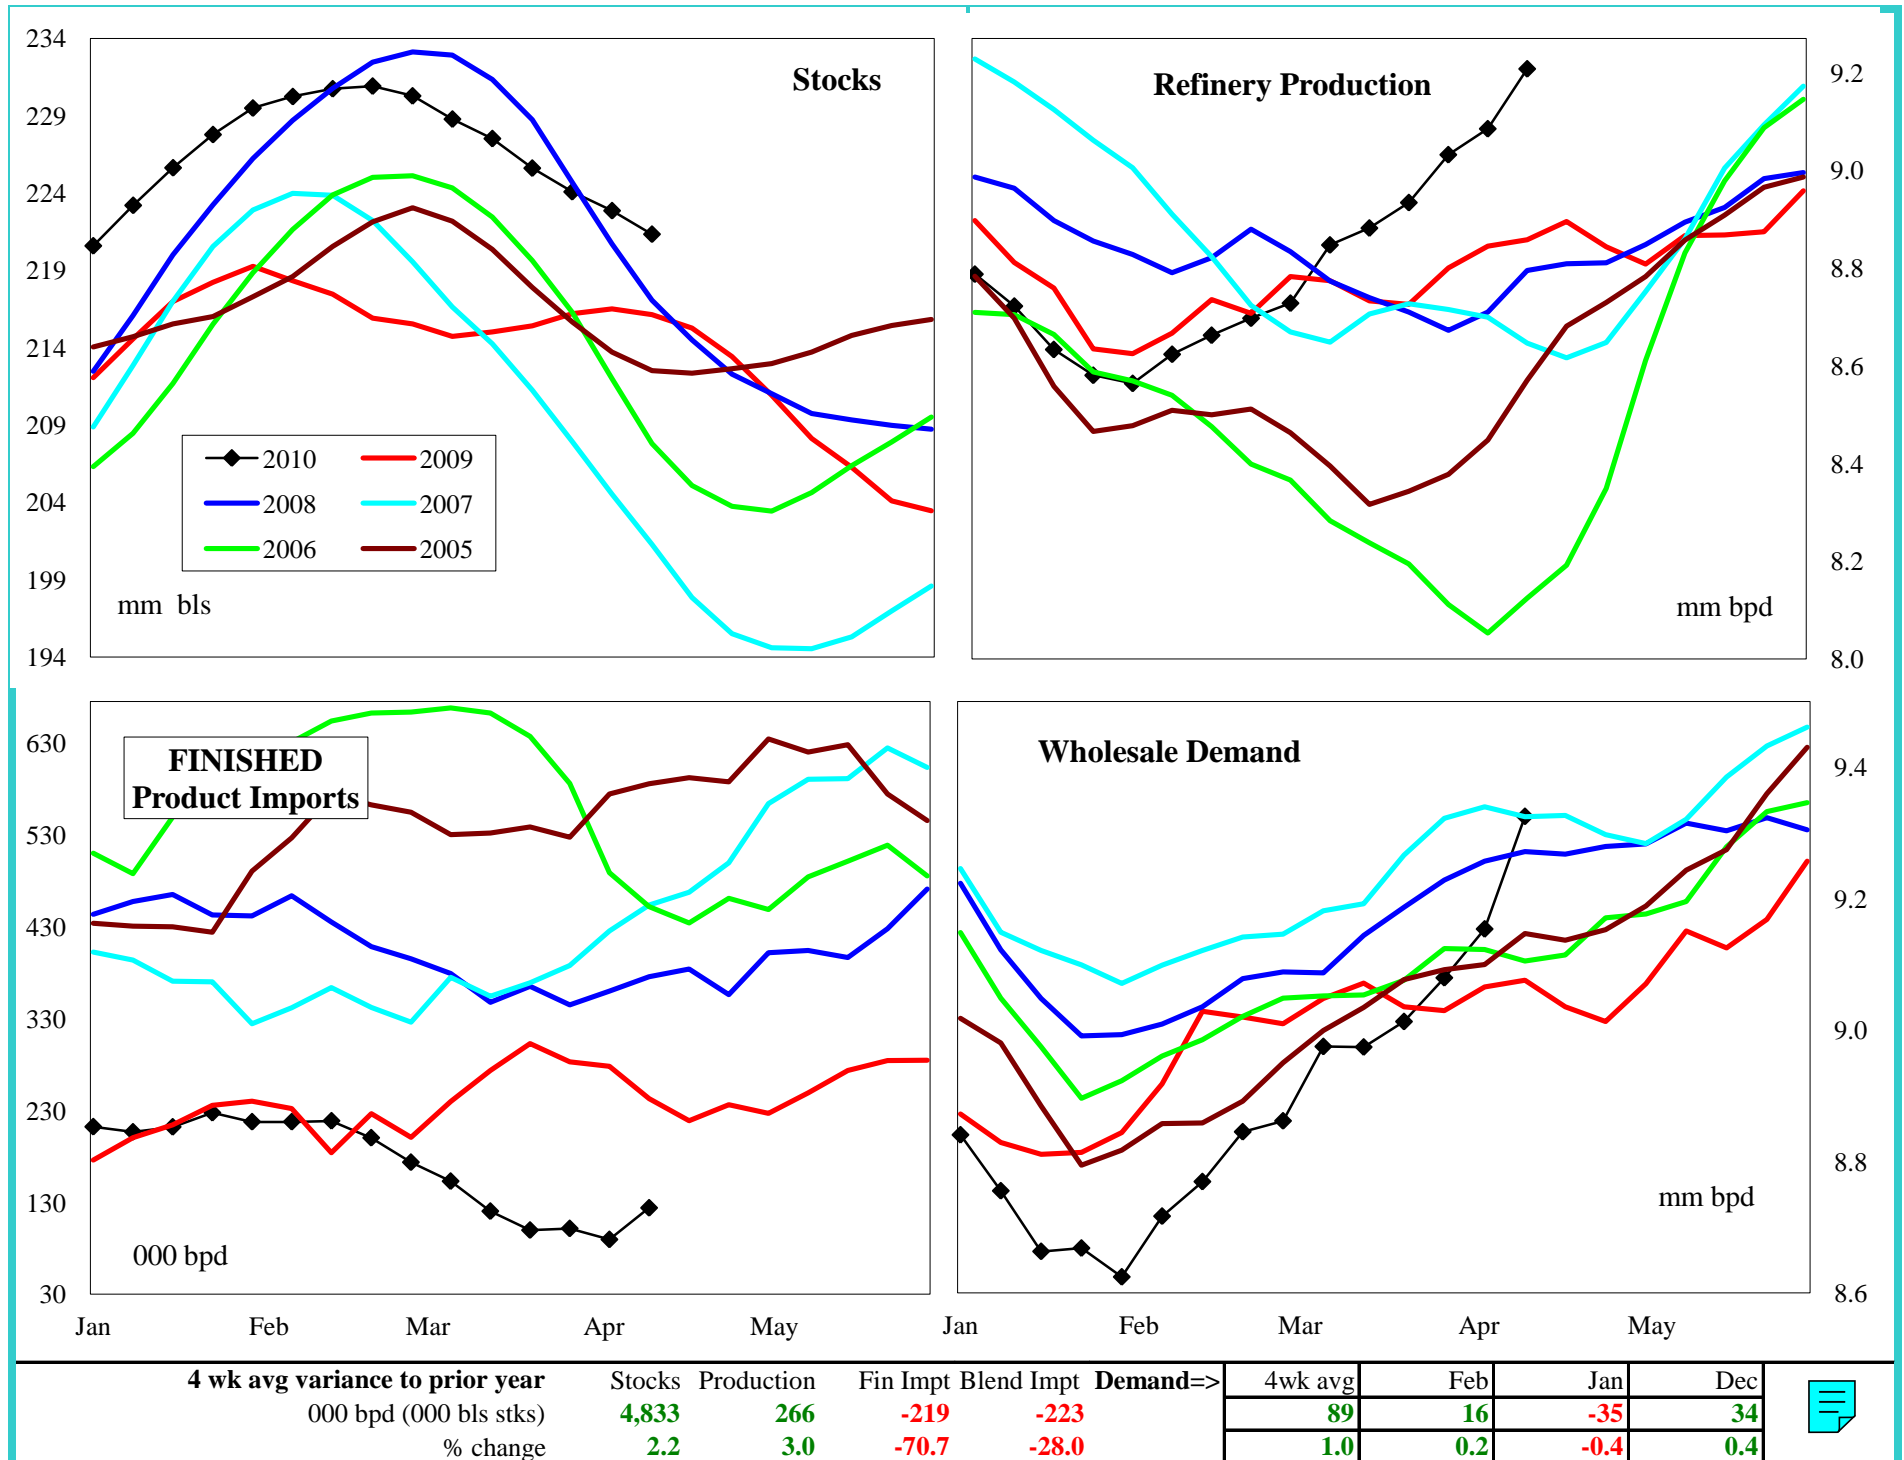 Stocks
234
229
224
219
214
209
204
199
194
2010 2009
2008 2007
2006 2005
mm bls
Refinery Production
9.2
9.0
8.8
8.6
8.4
8.2
8.0
mm bpd
FINISHED
Product Imports
630
530
430
330
230
130
30
000 bpd
Jan Feb Mar Apr May
Wholesale Demand
9.4
9.2
9.0
8.8
8.6
mm bpd
Jan Feb Mar Apr May
4 wk avg variance to prior year Stocks Production Fin Impt Blend Impt Demand=> 4wk avg Feb Jan Dec
000 bpd (000 bls stks) 4,833 266 -219 -223 89 16 -35 34
% change 2.2 3.0 -70.7 -28.0 1.0 0.2 -0.4 0.4